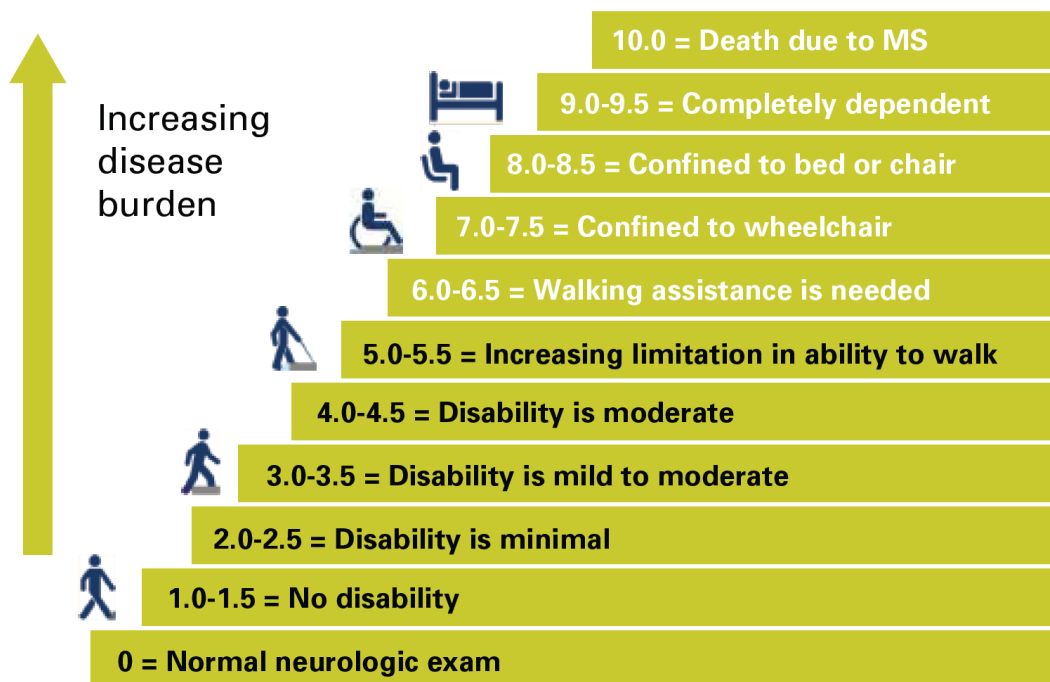 10.0 = Death due to MS
9.0-9.5 = Completely dependent
Increasing
disease
burden
8.0-8.5 = Confined to bed or chair
7.0-7.5 = Confined to wheelchair
6.0-6.5 = Walking assistance is needed
5.0-5.5 = Increasing limitation in ability to walk
4.0-4.5 = Disability is moderate
3.0-3.5 = Disability is mild to moderate
2.0-2.5 = Disability is minimal
1.0-1.5 = No disability
0 = Normal neurologic exam